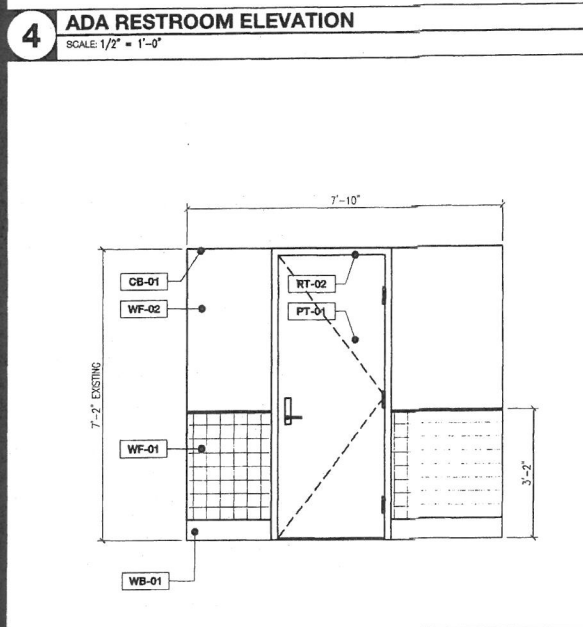 4
ADA RESTROOM ELEVATION
SCALE: 1/2" = 1'-0"
7'-10"
CB-01
RT-02
WF-02
PT-01
7'-2" EXISTING
WF-01
3'-2"
WB-01